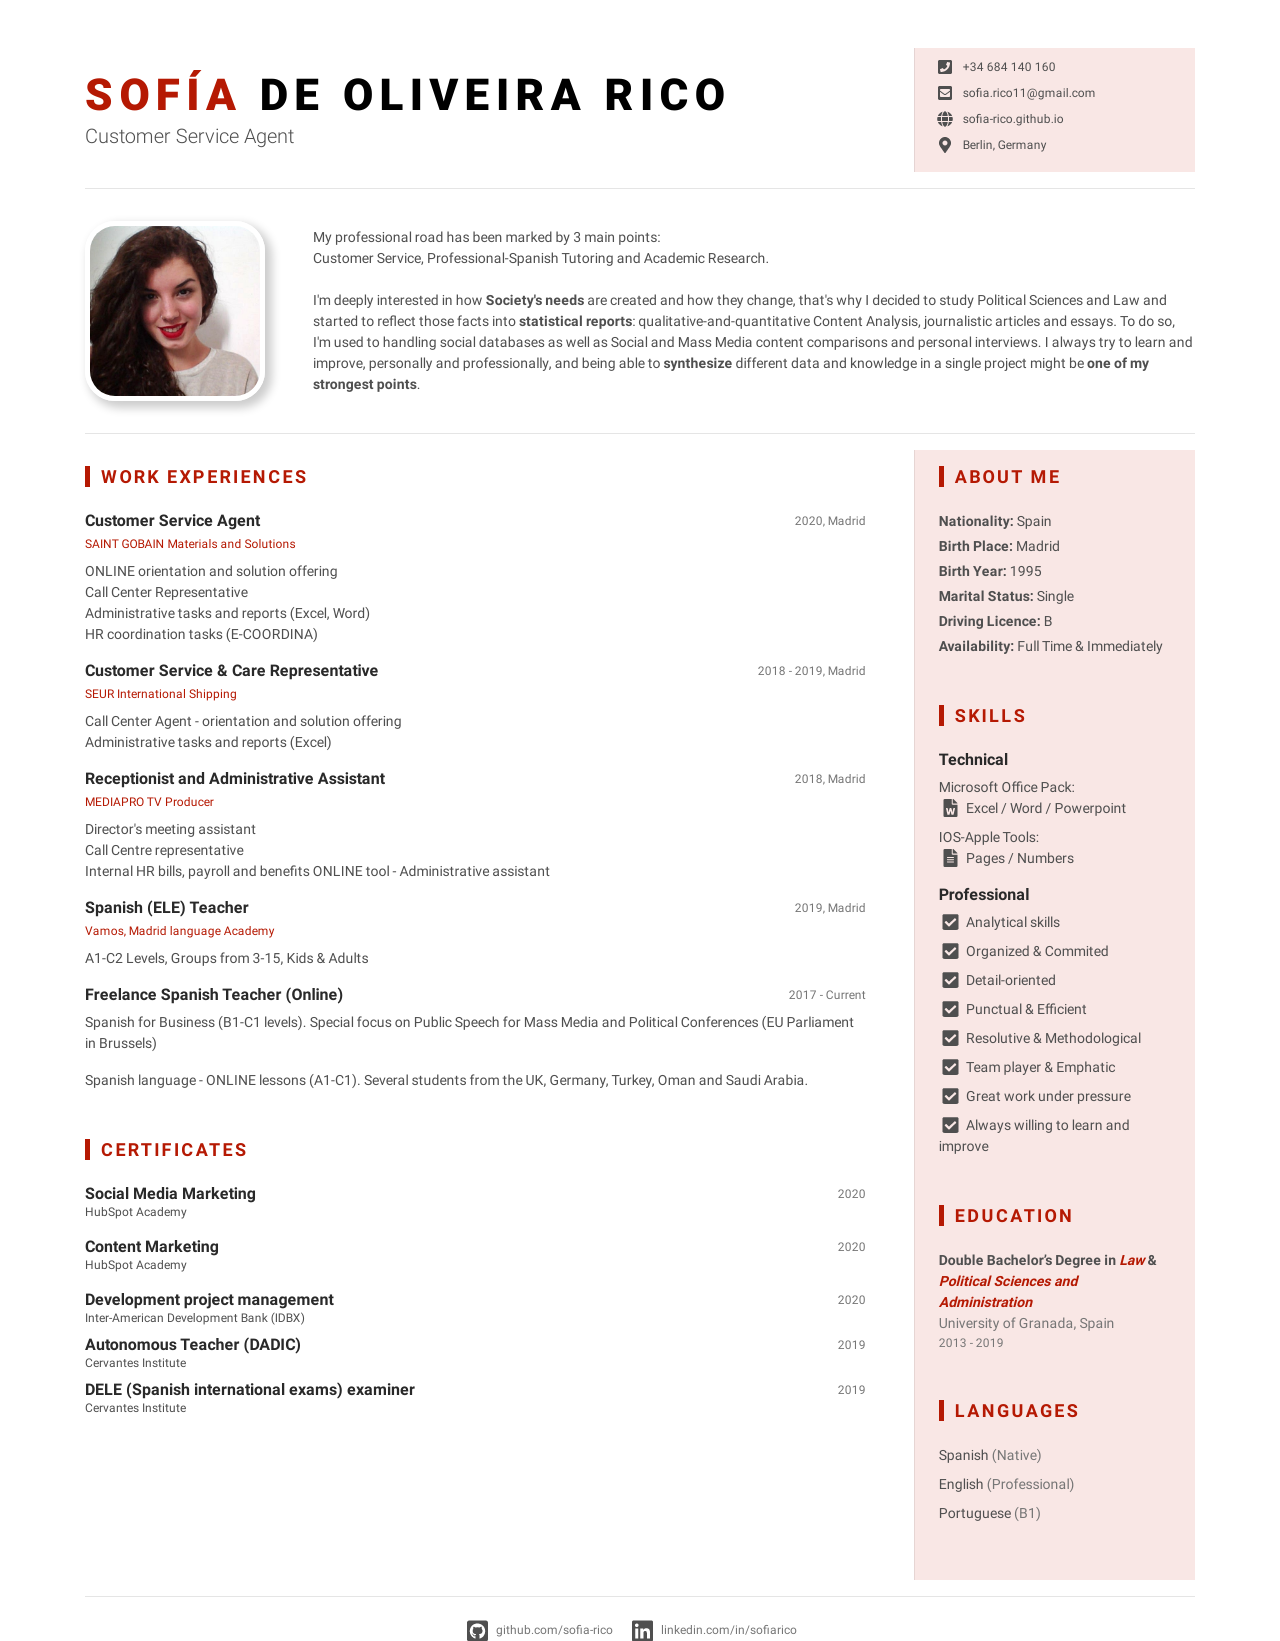 SOFÍA DE OLIVEIRA RICO
Customer Service Agent
+34 684 140 160
sofia.rico11@gmail.com
sofia-rico.github.io
Berlin, Germany
My professional road has been marked by 3 main points:
Customer Service, Professional-Spanish Tutoring and Academic Research.
I'm deeply interested in how Society's needs are created and how they change, that's why I decided to study Political Sciences and Law and
started to reflect those facts into statistical reports: qualitative-and-quantitative Content Analysis, journalistic articles and essays. To do so,
I'm used to handling social databases as well as Social and Mass Media content comparisons and personal interviews. I always try to learn and
improve, personally and professionally, and being able to synthesize different data and knowledge in a single project might be one of my
strongest points.
WORK EXPERIENCES
Customer Service Agent
2020, Madrid
SAINT GOBAIN Materials and Solutions
ONLINE orientation and solution offering
Call Center Representative
Administrative tasks and reports (Excel, Word)
HR coordination tasks (E-COORDINA)
Customer Service & Care Representative
2018 - 2019, Madrid
SEUR International Shipping
Call Center Agent - orientation and solution offering
Administrative tasks and reports (Excel)
Receptionist and Administrative Assistant
2018, Madrid
MEDIAPRO TV Producer
Director's meeting assistant
Call Centre representative
Internal HR bills, payroll and benefits ONLINE tool - Administrative assistant
Spanish (ELE) Teacher
2019, Madrid
Vamos, Madrid language Academy
A1-C2 Levels, Groups from 3-15, Kids & Adults
Freelance Spanish Teacher (Online)
2017 - Current
Spanish for Business (B1-C1 levels). Special focus on Public Speech for Mass Media and Political Conferences (EU Parliament
in Brussels)
Spanish language - ONLINE lessons (A1-C1). Several students from the UK, Germany, Turkey, Oman and Saudi Arabia.
CERTIFICATES
Social Media Marketing
2020
HubSpot Academy
Content Marketing
2020
HubSpot Academy
Development project management
2020
Inter-American Development Bank (IDBX)
Autonomous Teacher (DADIC)
2019
Cervantes Institute
DELE (Spanish international exams) examiner
2019
Cervantes Institute
ABOUT ME
Nationality: Spain
Birth Place: Madrid
Birth Year: 1995
Marital Status: Single
Driving Licence: B
Availability: Full Time & Immediately
SKILLS
Technical
Microsoft Office Pack:
Excel / Word / Powerpoint
IOS-Apple Tools:
Pages / Numbers
Professional
Analytical skills
Organized & Commited
Detail-oriented
Punctual & Efficient
Resolutive & Methodological
Team player & Emphatic
Great work under pressure
Always willing to learn and
improve
EDUCATION
Double Bachelor's Degree in Law &
Political Sciences and
Administration
University of Granada, Spain
2013 - 2019
LANGUAGES
Spanish (Native)
English (Professional)
Portuguese (B1)
github.com/sofia-rico
linkedin.com/in/sofiarico